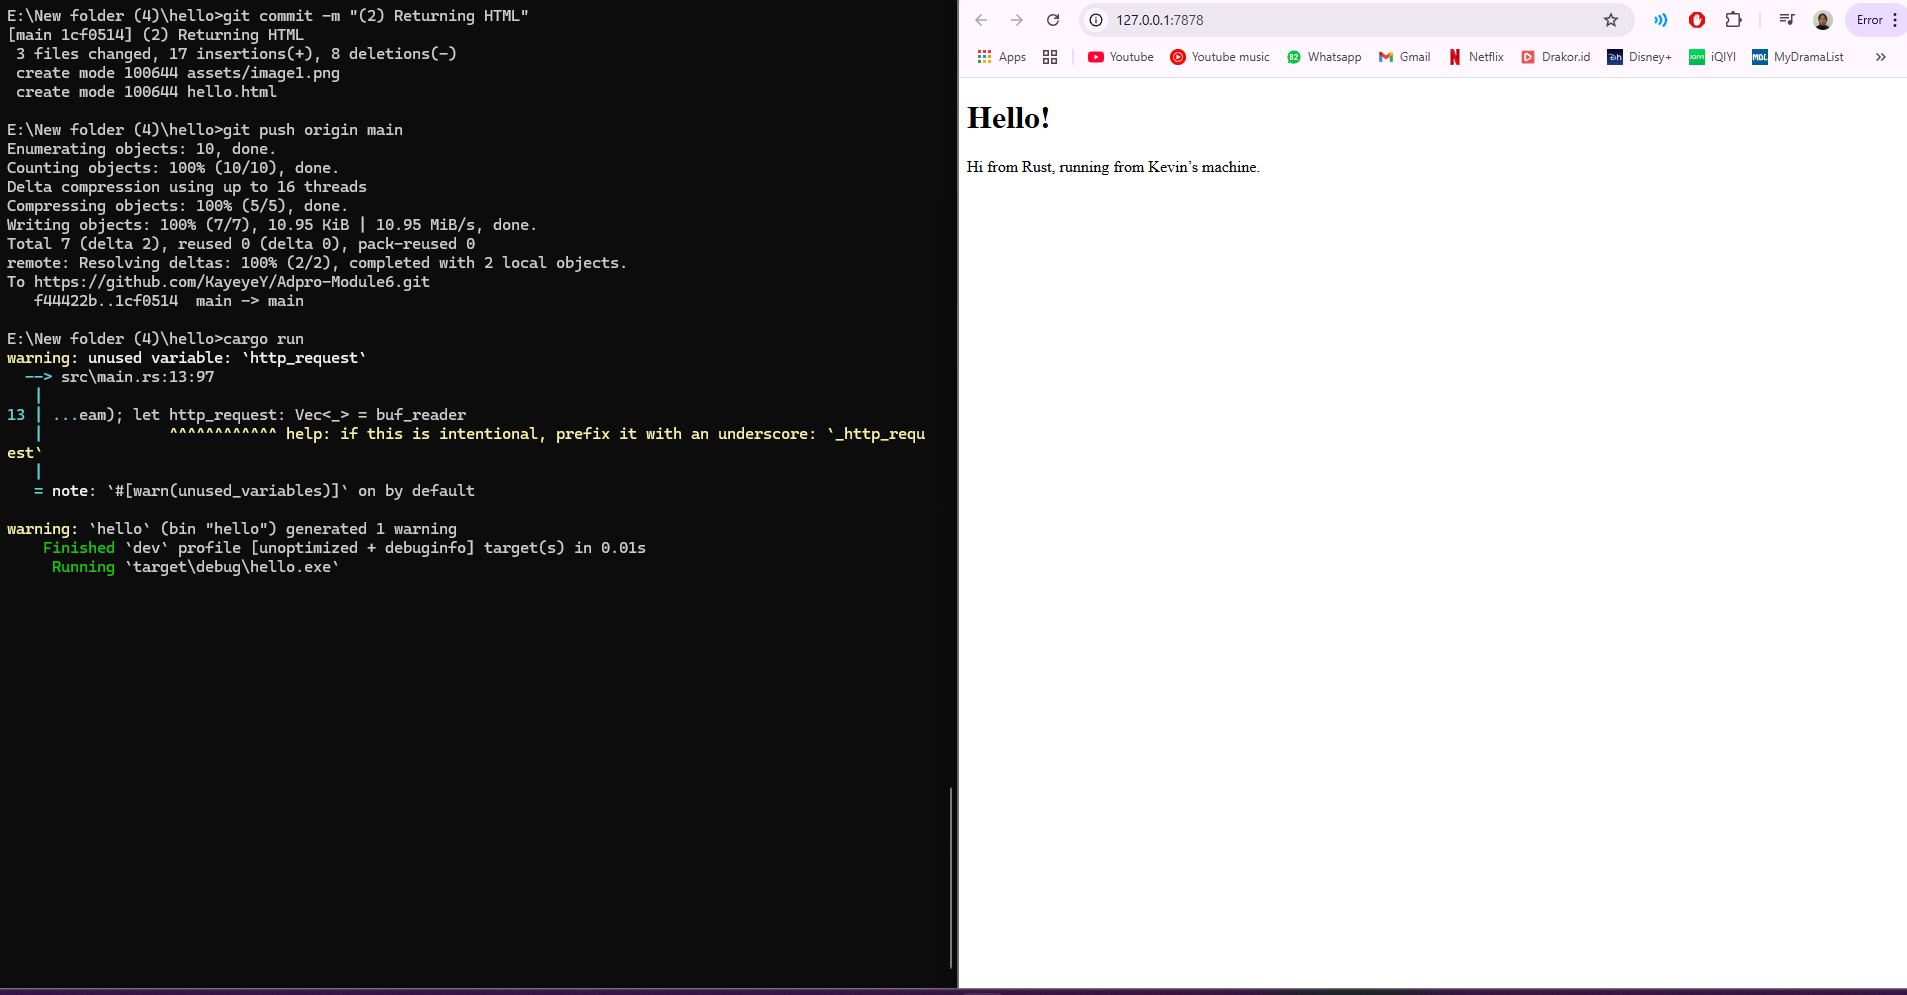 E:\New folder (4)\hello>git commit -m "(2) Returning HTML"
[main 1cf0514] (2) Returning HTML
 3 files changed, 17 insertions(+), 8 deletions(-)
 create mode 100644 assets/image1.png
 create mode 100644 hello.html
E:\New folder (4)\hello>git push origin main
Enumerating objects: 10, done.
Counting objects: 100% (10/10), done.
Delta compression using up to 16 threads
Compressing objects: 100% (5/5), done.
Writing objects: 100% (7/7), 10.95 KiB | 10.95 MiB/s, done.
Total 7 (delta 2), reused 0 (delta 0), pack-reused 0
remote: Resolving deltas: 100% (2/2), completed with 2 local objects.
To https://github.com/KayeyeY/Adpro-Module6.git
   f44422b..1cf0514  main -> main
E:\New folder (4)\hello>cargo run
warning: unused variable: `http_request`
  --> src\main.rs:13:97
   |
13 | ...eam); let http_request: Vec<_> = buf_reader
   |              ^^^^^^^^^^^^ help: if this is intentional, prefix it with an underscore: `_http_requ
est`
   |
   = note: `#[warn(unused_variables)]` on by default
warning: `hello` (bin "hello") generated 1 warning
    Finished `dev` profile [unoptimized + debuginfo] target(s) in 0.01s
     Running `target\debug\hello.exe`
127.0.0.1:7878
Error
Apps Youtube Youtube music 82 Whatsapp Gmail Netflix Drakor.id Disney+ iQIYI MDL MyDramaList »
Hello!
Hi from Rust, running from Kevin’s machine.